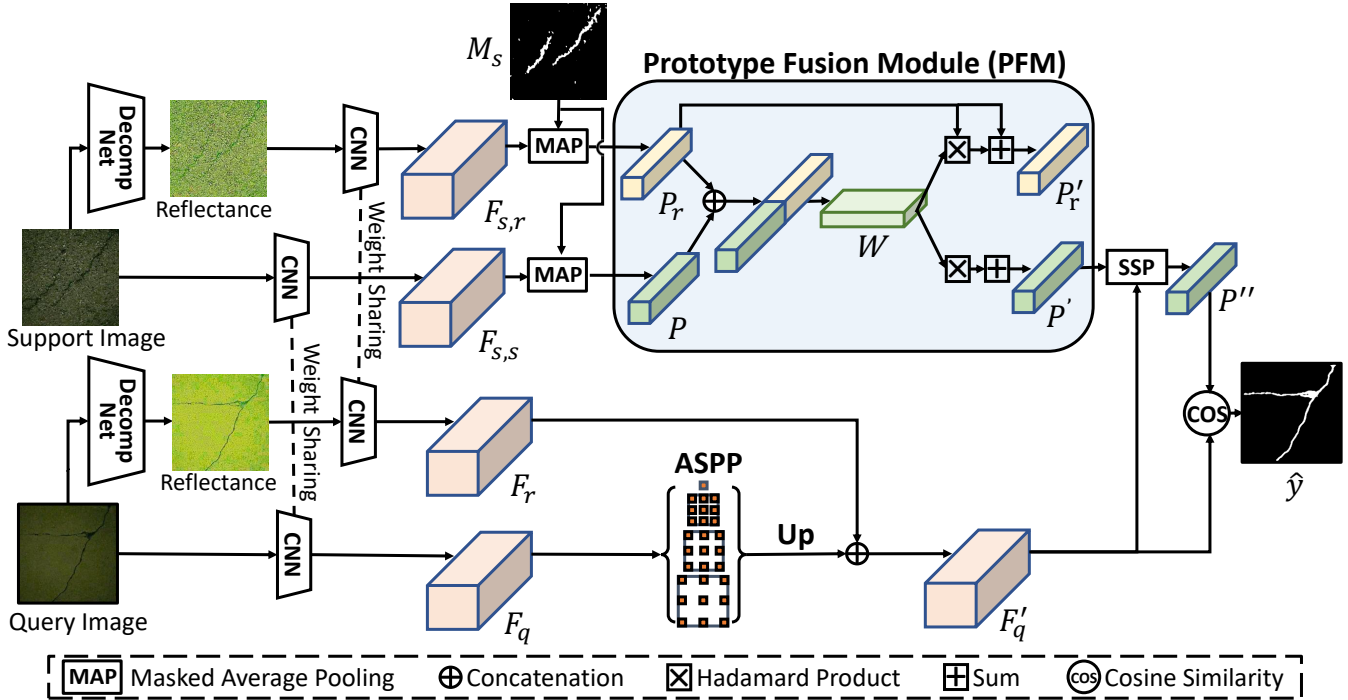 M_s
Prototype Fusion Module (PFM)
Decomp
Net
Reflectance
CNN
F_{s,r}
MAP
P_r
W
P'_r
Weight Sharing
Support Image
CNN
F_{s,s}
MAP
P
P'
SSP
P''
Weight Sharing
Decomp
Net
Reflectance
CNN
F_r
ASPP
COS
ŷ
Query Image
CNN
F_q
Up
F'_q
MAP Masked Average Pooling
Concatenation
Hadamard Product
Sum
COS Cosine Similarity